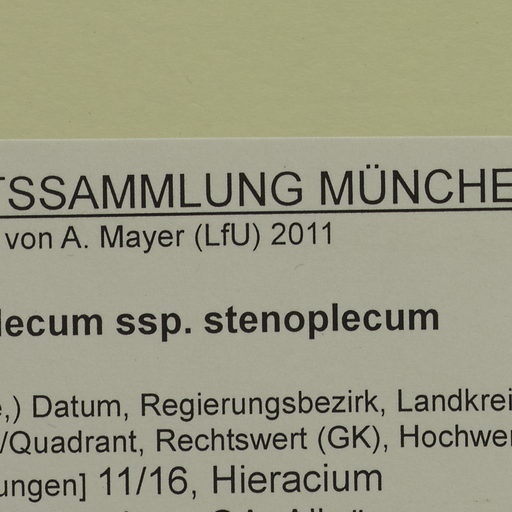 TSSAMMLUNG MÜNCHE
von A. Mayer (LfU) 2011
lecum ssp. stenoplecum
e,) Datum, Regierungsbezirk, Landkrei
/Quadrant, Rechtswert (GK), Hochwer
ungen] 11/16, Hieracium